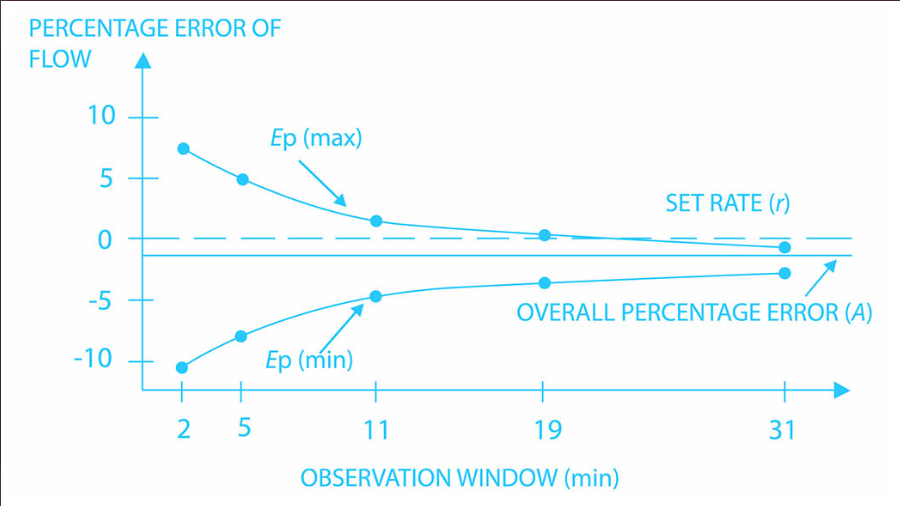 PERCENTAGE ERROR OF
FLOW
10
Ep (max)
5
SET RATE (r)
0
-5
OVERALL PERCENTAGE ERROR (A)
-10
Ep (min)
2 5 11 19 31
OBSERVATION WINDOW (min)